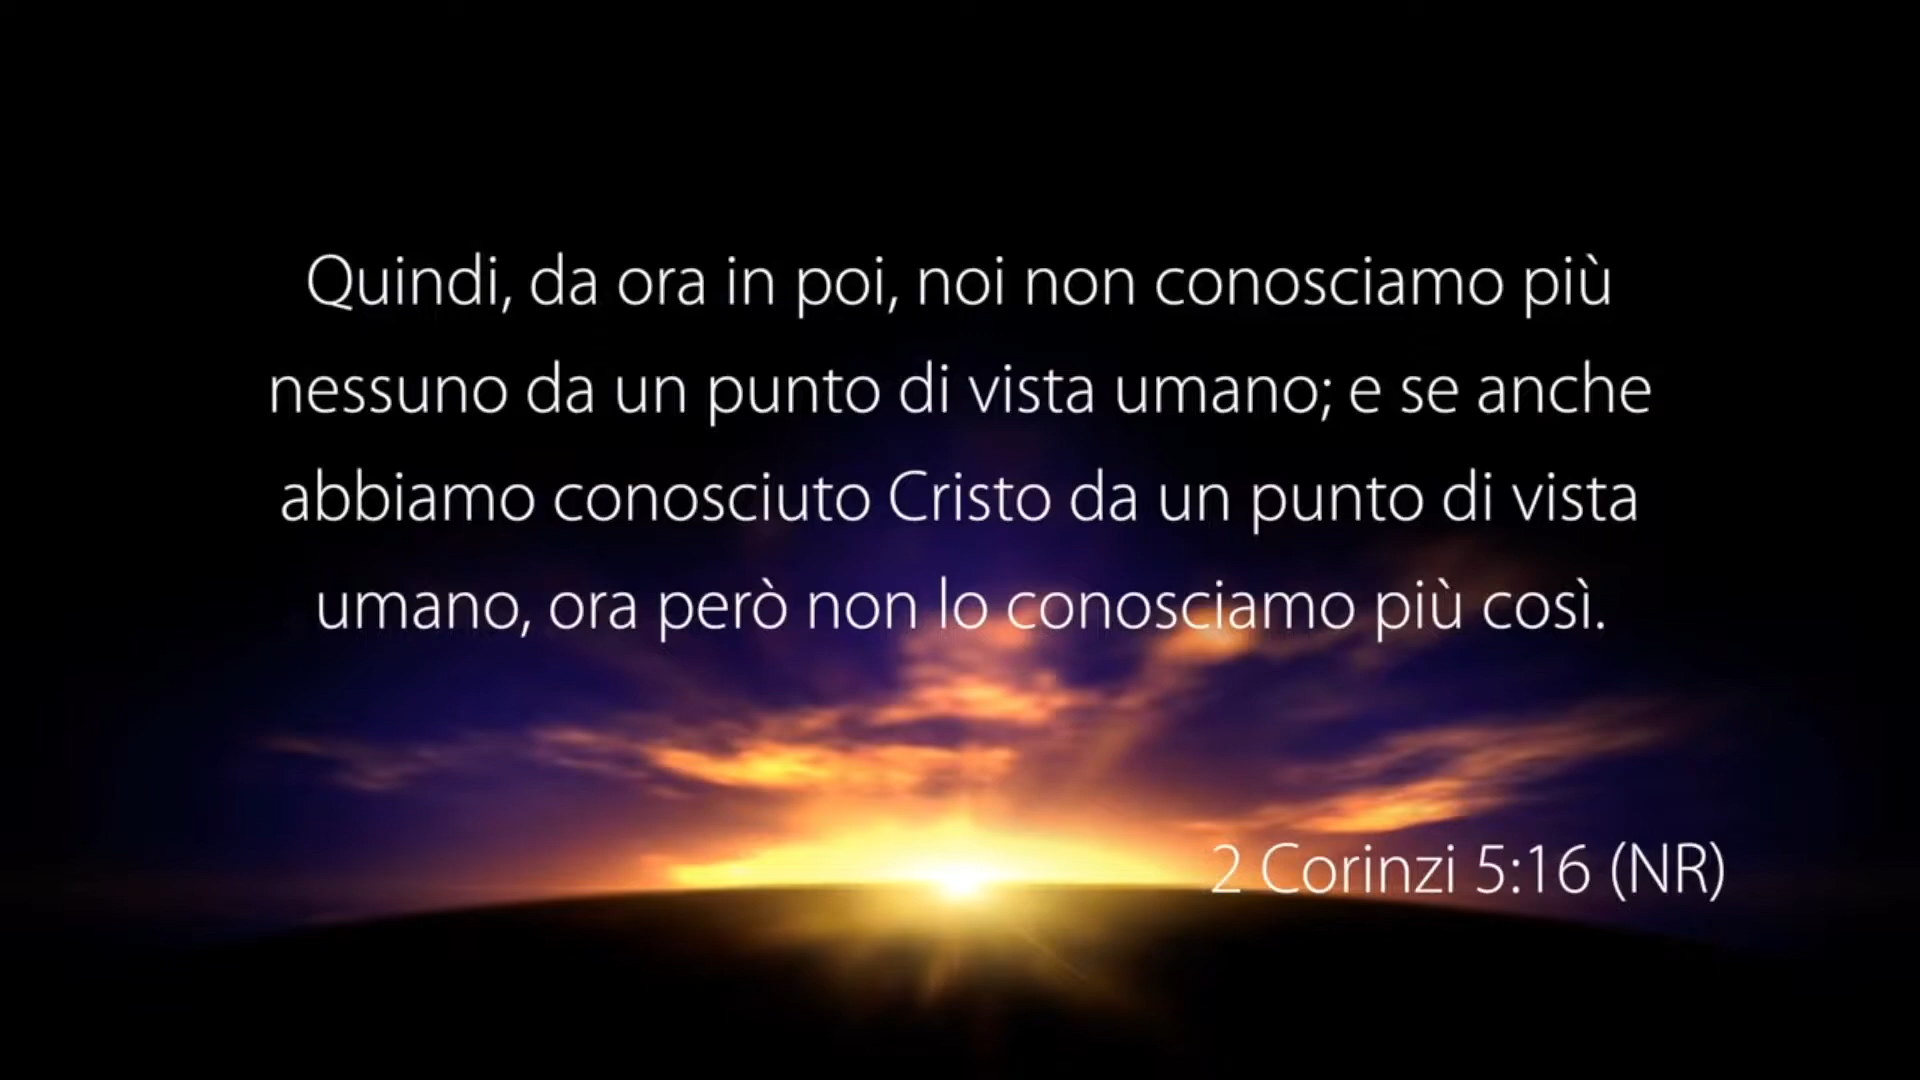 Quindi, da ora in poi, noi non conosciamo più
nessuno da un punto di vista umano; e se anche
abbiamo conosciuto Cristo da un punto di vista
umano, ora però non lo conosciamo più così.
2 Corinzi 5:16 (NR)